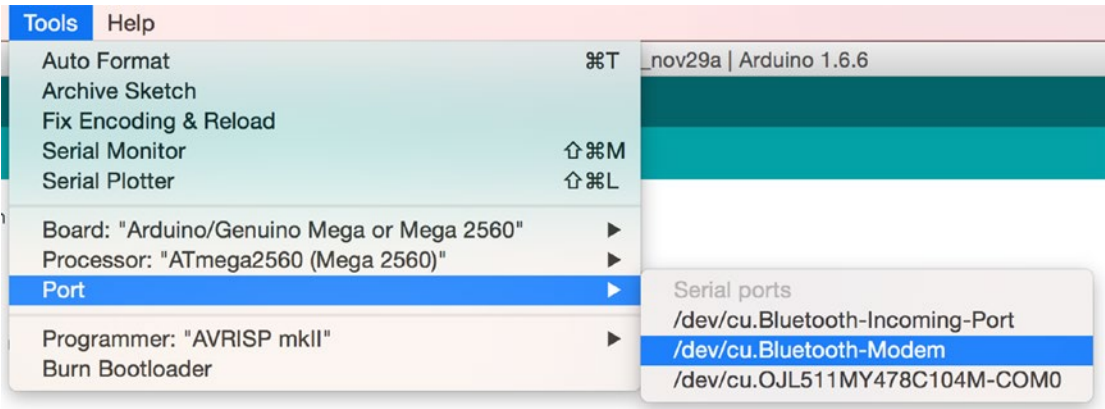 Tools Help
Auto Format ⌘T
_nov29a | Arduino 1.6.6
Archive Sketch
Fix Encoding & Reload
Serial Monitor ⇧⌘M
Serial Plotter ⇧⌘L
Board: "Arduino/Genuino Mega or Mega 2560" ▶
Processor: "ATmega2560 (Mega 2560)" ▶
Port ▶
Serial ports
/dev/cu.Bluetooth-Incoming-Port
/dev/cu.Bluetooth-Modem
/dev/cu.OJL511MY478C104M-COM0
Programmer: "AVRISP mkII" ▶
Burn Bootloader